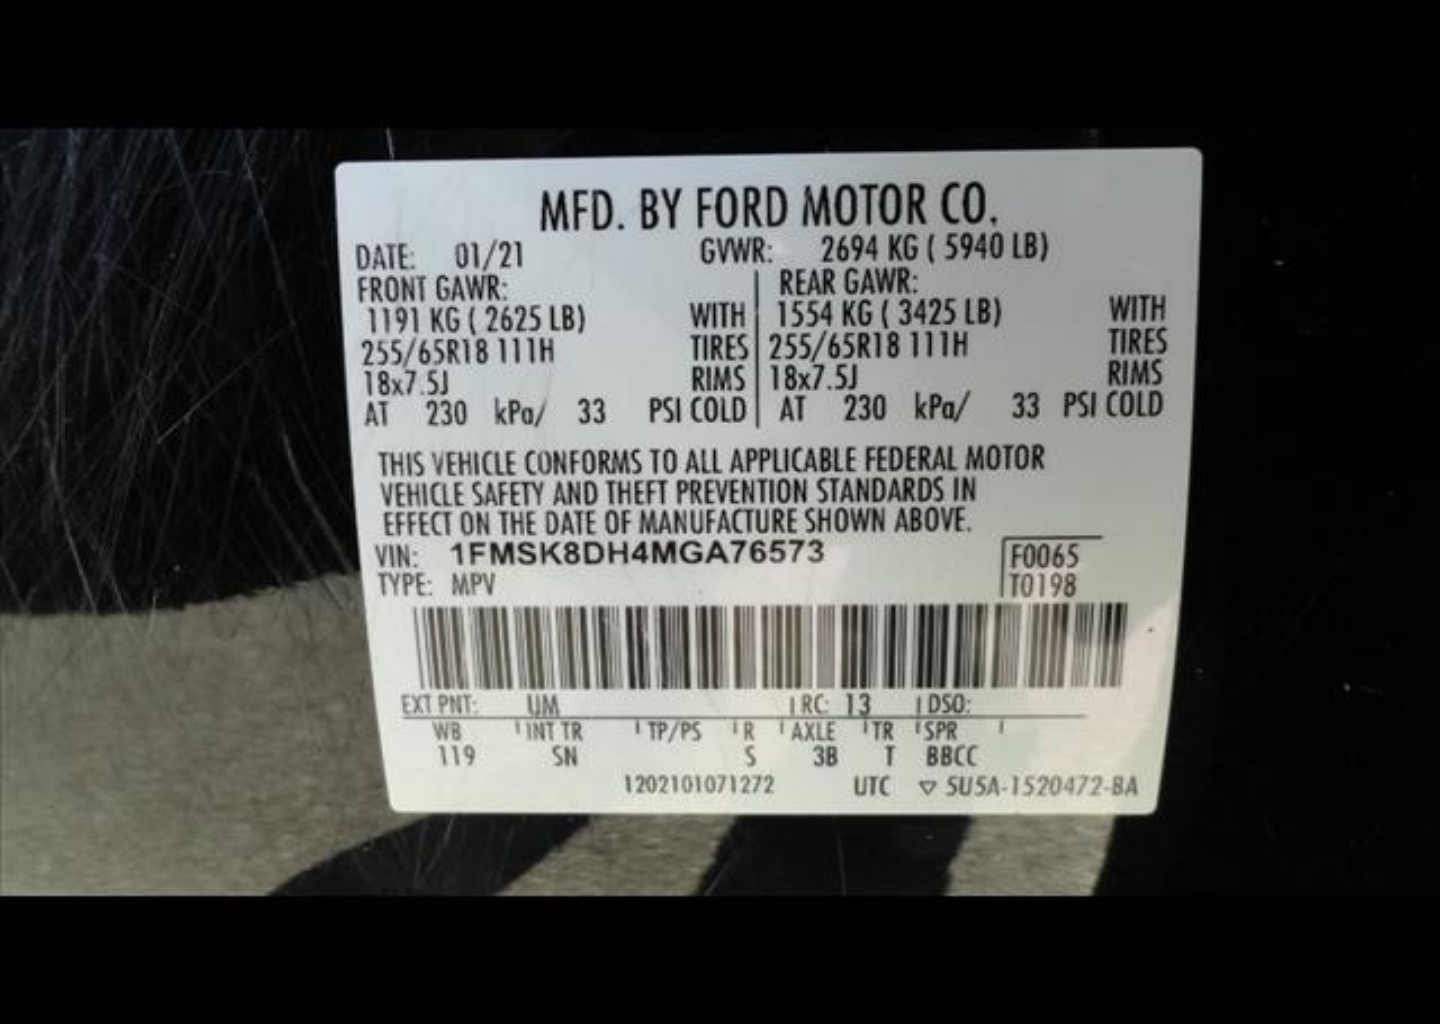 MFD. BY FORD MOTOR CO.
DATE: 01/21 GVWR: 2694 KG ( 5940 LB)
FRONT GAWR: REAR GAWR:
1191 KG ( 2625 LB) WITH 1554 KG ( 3425 LB) WITH
255/65R18 111H TIRES 255/65R18 111H TIRES
18x7.5J RIMS 18x7.5J RIMS
AT 230 kPa/ 33 PSI COLD AT 230 kPa/ 33 PSI COLD
THIS VEHICLE CONFORMS TO ALL APPLICABLE FEDERAL MOTOR
VEHICLE SAFETY AND THEFT PREVENTION STANDARDS IN
EFFECT ON THE DATE OF MANUFACTURE SHOWN ABOVE.
VIN: 1FMSK8DH4MGA76573 F0065
TYPE: MPV T0198
EXT PNT: UM RC: 13 DSO:
WB INT TR TP/PS R AXLE TR SPR
119 SN S 3B T BBCC
1202101071272 UTC ▽ 5U5A-1520472-BA